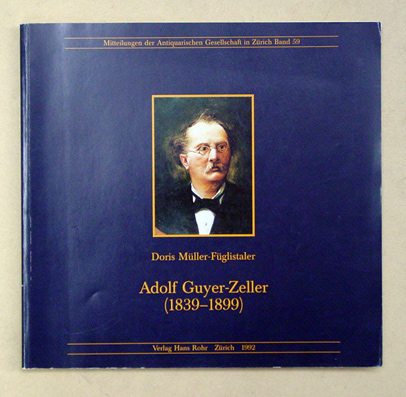 Mitteilungen der Antiquarischen Gesellschaft in Zürich Band 59
Doris Müller-Füglistaler
Adolf Guyer-Zeller
(1839–1899)
Verlag Hans Rohr Zürich 1992